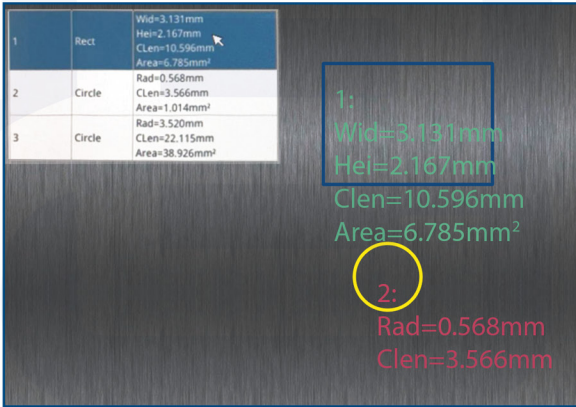 1
Rect
Wid=3.131mm
Hei=2.167mm
CLen=10.596mm
Area=6.785mm²
2
Circle
Rad=0.568mm
CLen=3.566mm
Area=1.014mm²
3
Circle
Rad=3.520mm
CLen=22.115mm
Area=38.926mm²
1:
Wid=3.131mm
Hei=2.167mm
Clen=10.596mm
Area=6.785mm²
2:
Rad=0.568mm
Clen=3.566mm